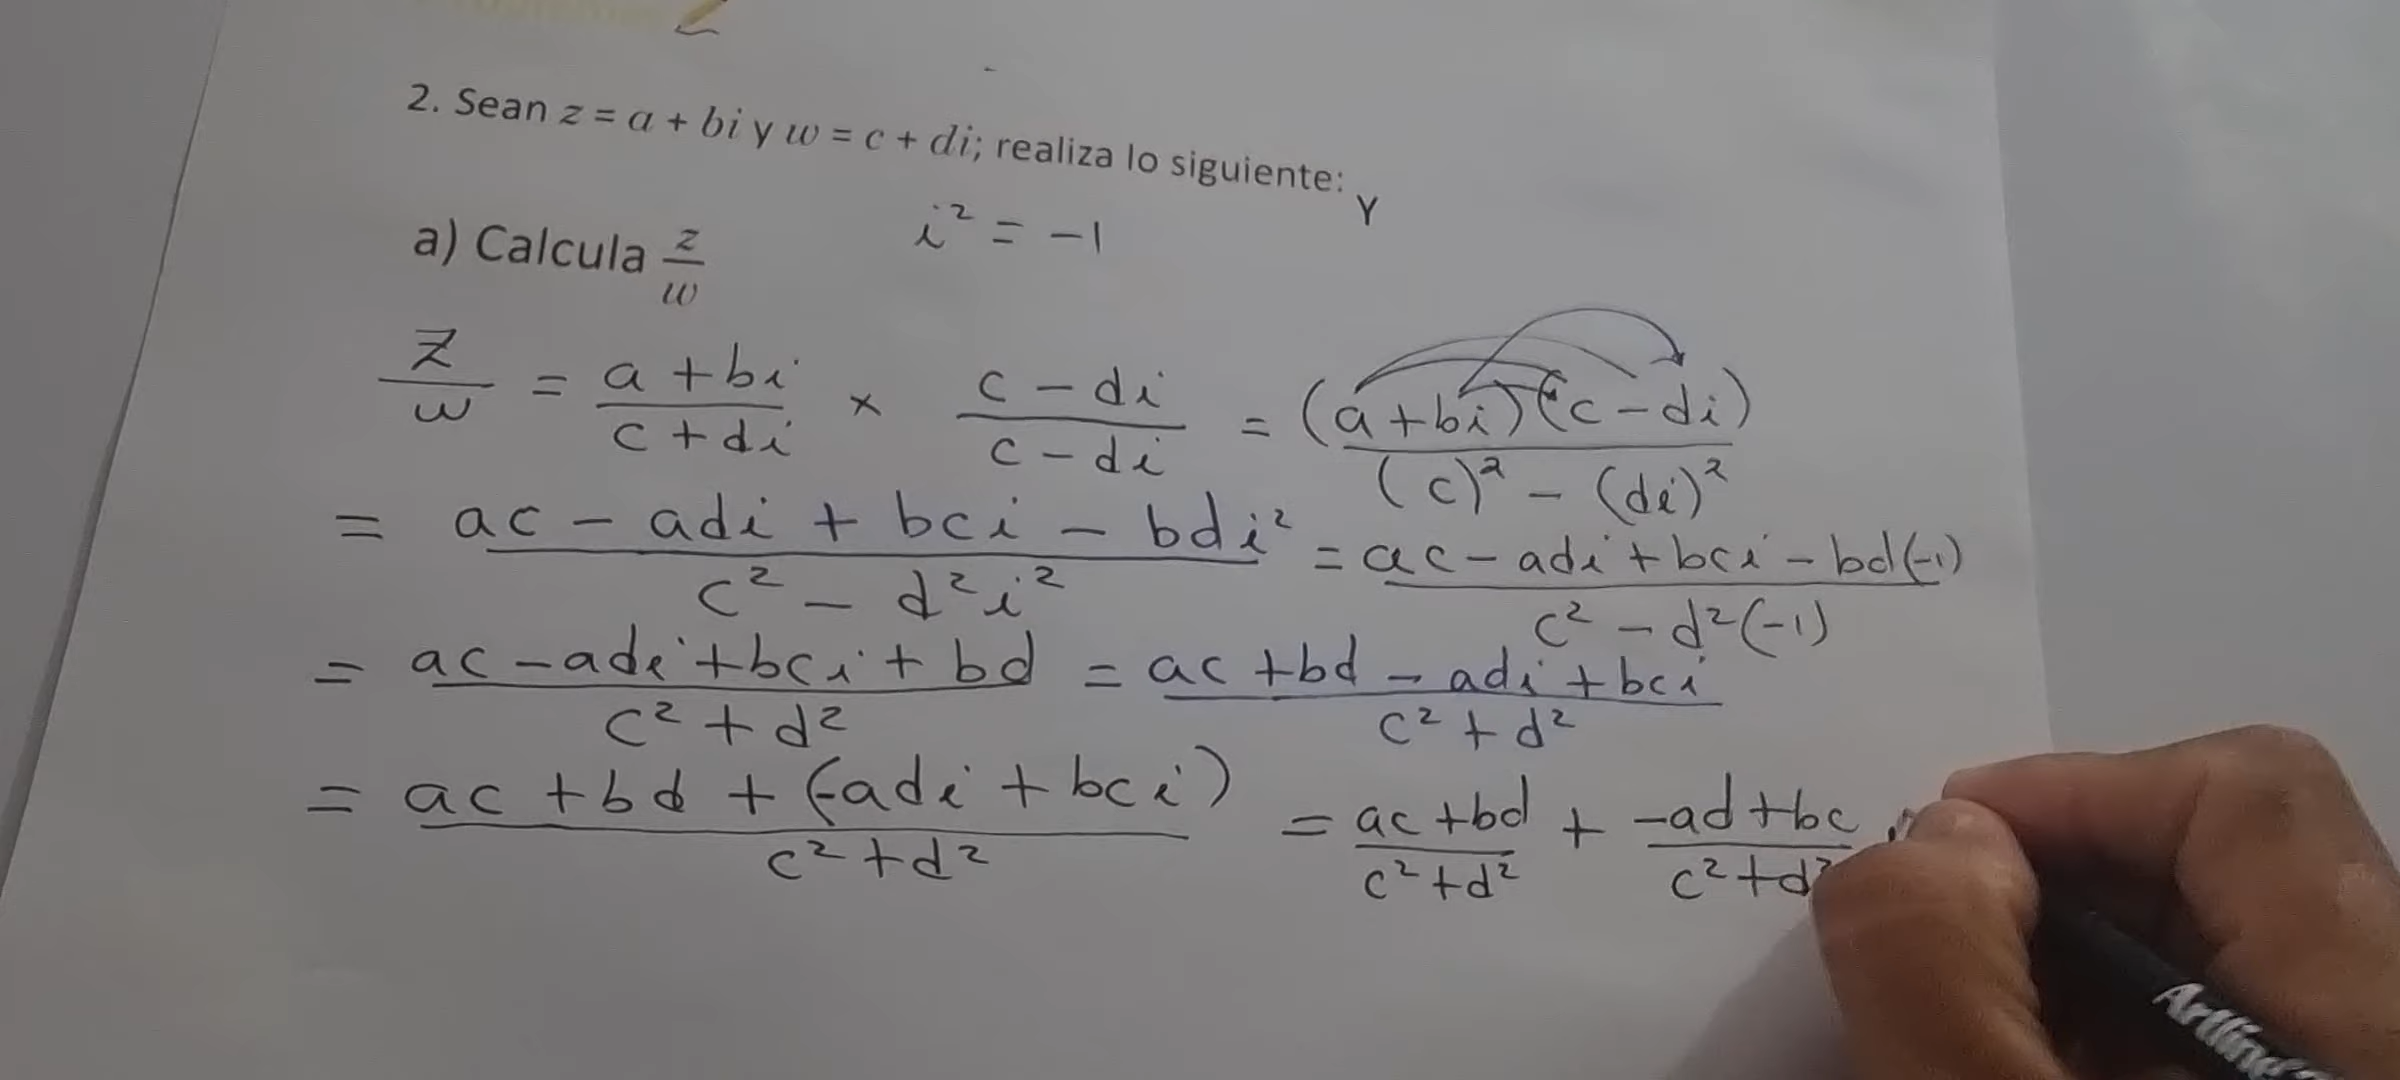 2. Sean z = a + bi y w = c + di; realiza lo siguiente: Y
a) Calcula z/w i² = -1
z/w = (a + bi)/(c + di) × (c - di)/(c - di) = (a + bi)(c - di)/((c)² - (di)²)
= (ac - adi + bci - bdi²)/(c² - d²i²) = (ac - adi + bci - bd(-1))/(c² - d²(-1))
= (ac - adi + bci + bd)/(c² + d²) = (ac + bd - adi + bci)/(c² + d²)
= (ac + bd + (-adi + bci))/(c² + d²) = (ac + bd)/(c² + d²) + (-ad + bc)/(c² + d²)